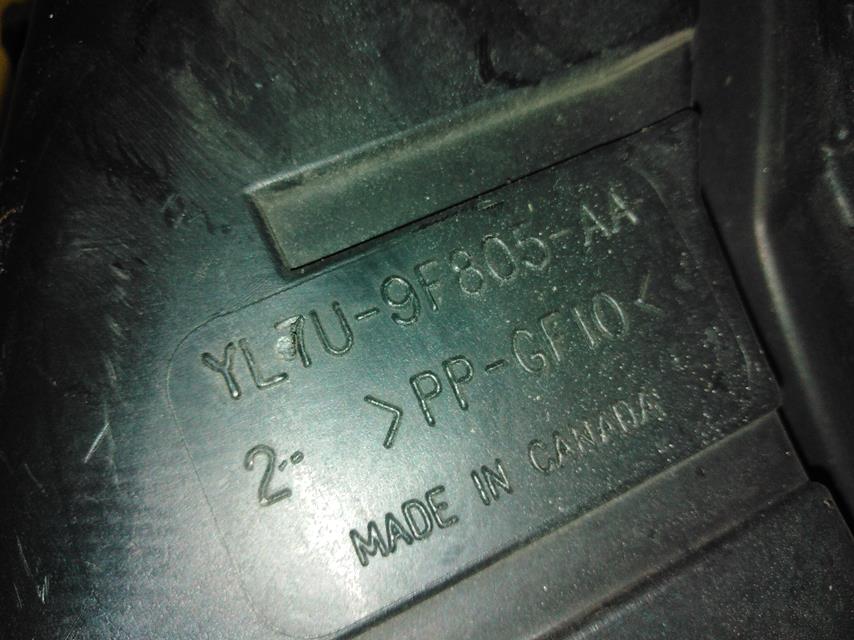 YL7U-9F805-AA
2·· >PP-GF10<
MADE IN CANADA